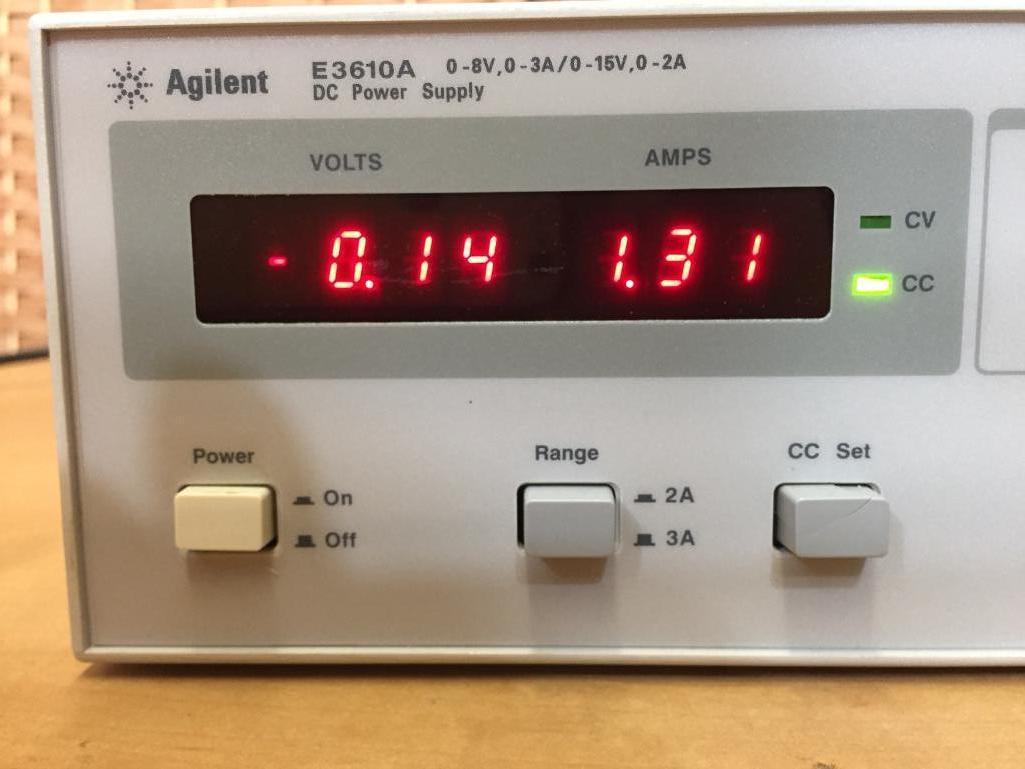 Agilent E3610A 0-8V,0-3A/0-15V,0-2A
DC Power Supply
VOLTS AMPS
-0.14 1.31
CV
CC
Power Range CC Set
On 2A
Off 3A